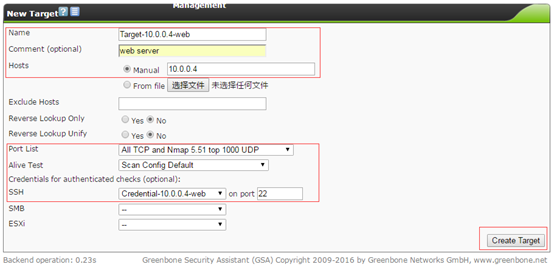 Management
New Target
Name Target-10.0.0.4-web
Comment (optional) web server
Hosts Manual 10.0.0.4
From file 选择文件 未选择任何文件
Exclude Hosts
Reverse Lookup Only Yes No
Reverse Lookup Unify Yes No
Port List All TCP and Nmap 5.51 top 1000 UDP
Alive Test Scan Config Default
Credentials for authenticated checks (optional):
SSH Credential-10.0.0.4-web on port 22
SMB --
ESXi --
Create Target
Backend operation: 0.23s Greenbone Security Assistant (GSA) Copyright 2009-2016 by Greenbone Networks GmbH, www.greenbone.net